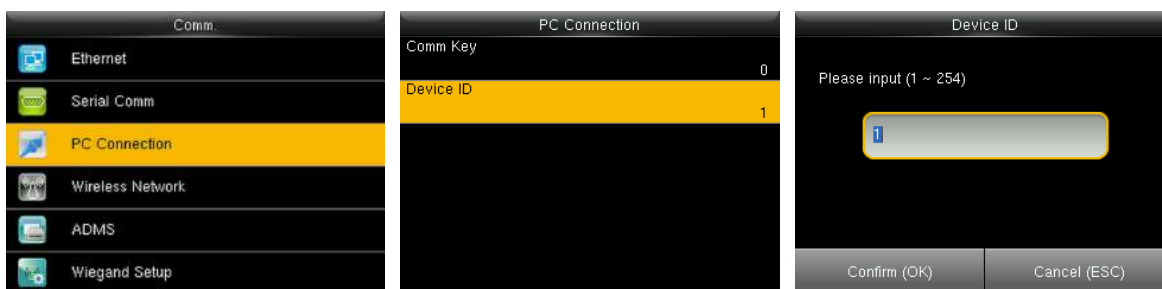 Comm.
Ethernet
Serial Comm
PC Connection
Wireless Network
ADMS
Wiegand Setup
PC Connection
Comm Key
0
Device ID
1
Device ID
Please input (1 ~ 254)
1
Confirm (OK)
Cancel (ESC)